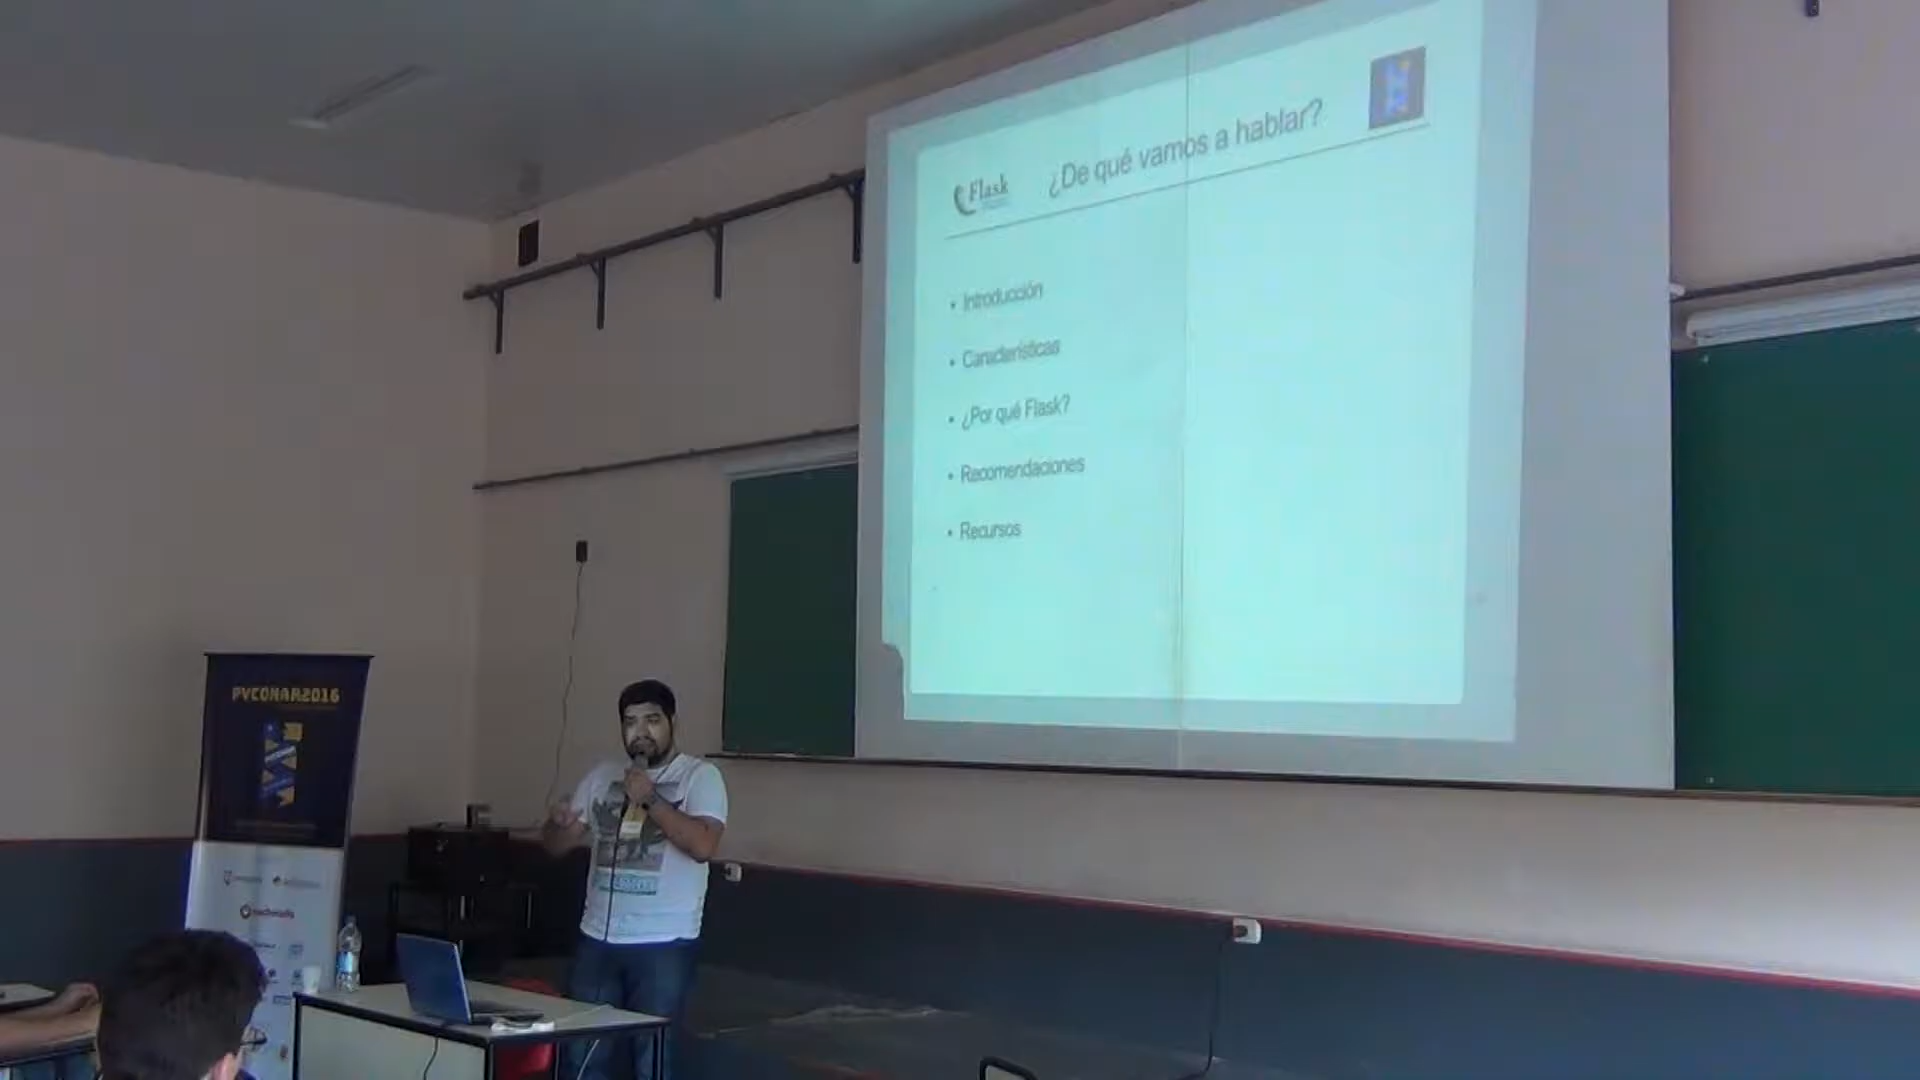 Flask
¿De qué vamos a hablar?
• Introducción
• Características
• ¿Por qué Flask?
• Recomendaciones
• Recursos
PYCONAR2016